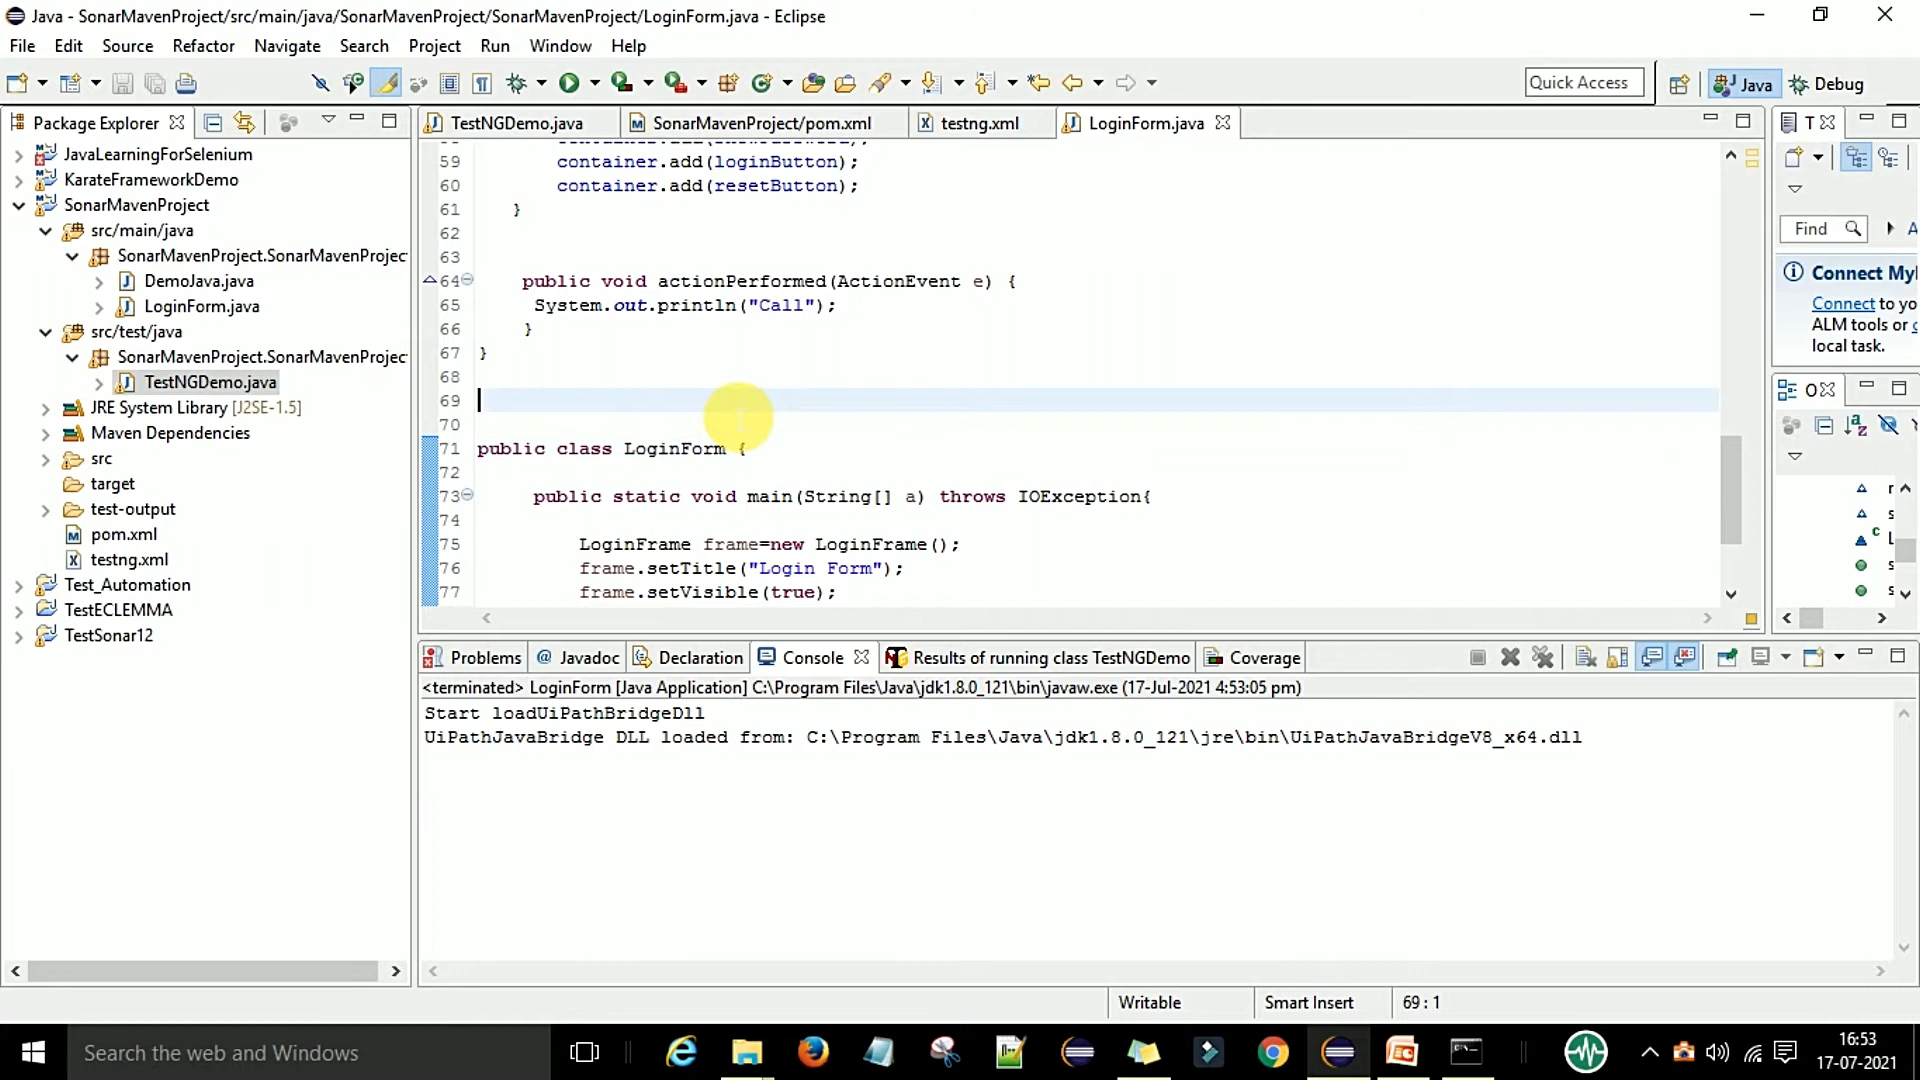 Java - SonarMavenProject/src/main/java/SonarMavenProject/SonarMavenProject/LoginForm.java - Eclipse
File Edit Source Refactor Navigate Search Project Run Window Help
Quick Access
Java
Debug
Package Explorer
JavaLearningForSelenium
KarateFrameworkDemo
SonarMavenProject
src/main/java
SonarMavenProject.SonarMavenProjec
DemoJava.java
LoginForm.java
src/test/java
SonarMavenProject.SonarMavenProjec
TestNGDemo.java
JRE System Library [J2SE-1.5]
Maven Dependencies
src
target
test-output
pom.xml
testng.xml
Test_Automation
TestECLEMMA
TestSonar12
TestNGDemo.java SonarMavenProject/pom.xml testng.xml LoginForm.java
59 container.add(loginButton);
60 container.add(resetButton);
61 }
62
63
64 public void actionPerformed(ActionEvent e) {
65 System.out.println("Call");
66 }
67 }
68
69
70
71 public class LoginForm {
72
73 public static void main(String[] a) throws IOException{
74
75 LoginFrame frame=new LoginFrame();
76 frame.setTitle("Login Form");
77 frame.setVisible(true);
T
Find
A
Connect Myl
Connect to yo
ALM tools or
local task.
O
Problems @ Javadoc Declaration Console Results of running class TestNGDemo Coverage
<terminated> LoginForm [Java Application] C:\Program Files\Java\jdk1.8.0_121\bin\javaw.exe (17-Jul-2021 4:53:05 pm)
Start loadUiPathBridgeDll
UiPathJavaBridge DLL loaded from: C:\Program Files\Java\jdk1.8.0_121\jre\bin\UiPathJavaBridgeV8_x64.dll
Writable Smart Insert 69 : 1
Search the web and Windows
16:53
17-07-2021